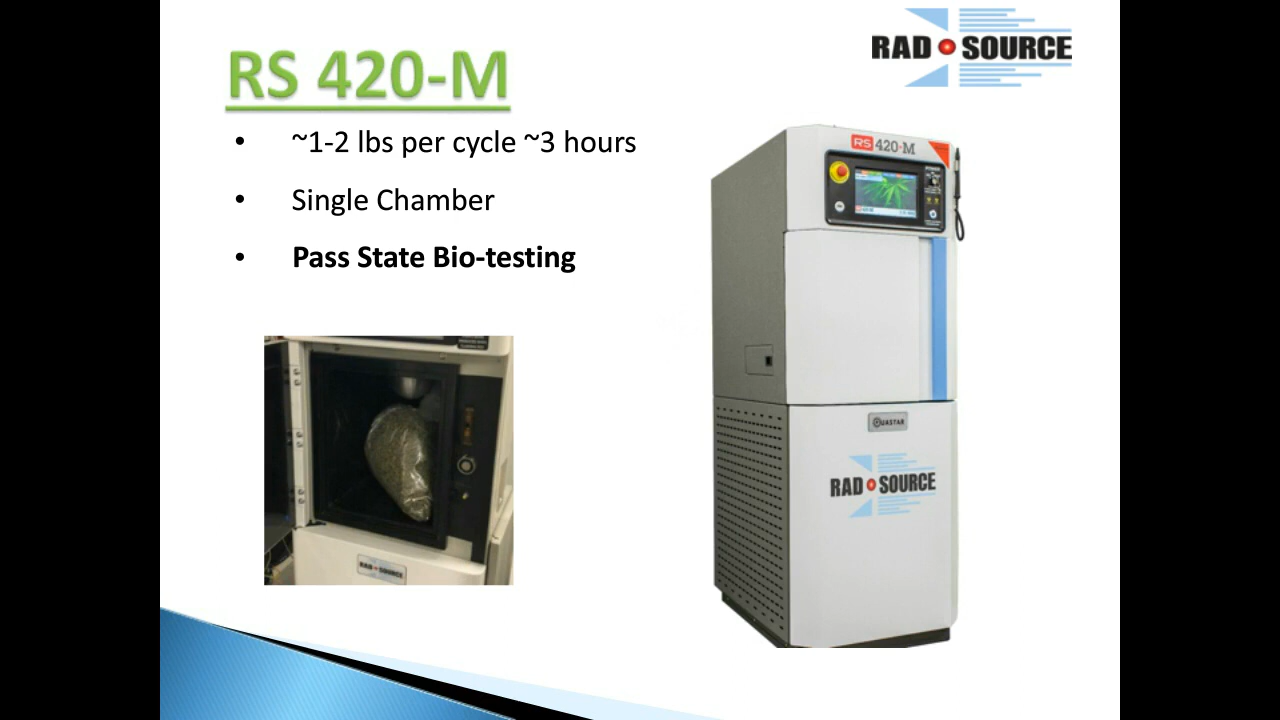 RAD SOURCE
RS 420-M
• ~1-2 lbs per cycle ~3 hours
• Single Chamber
• Pass State Bio-testing
RS 420-M
QUASTAR
RAD SOURCE
RAD SOURCE